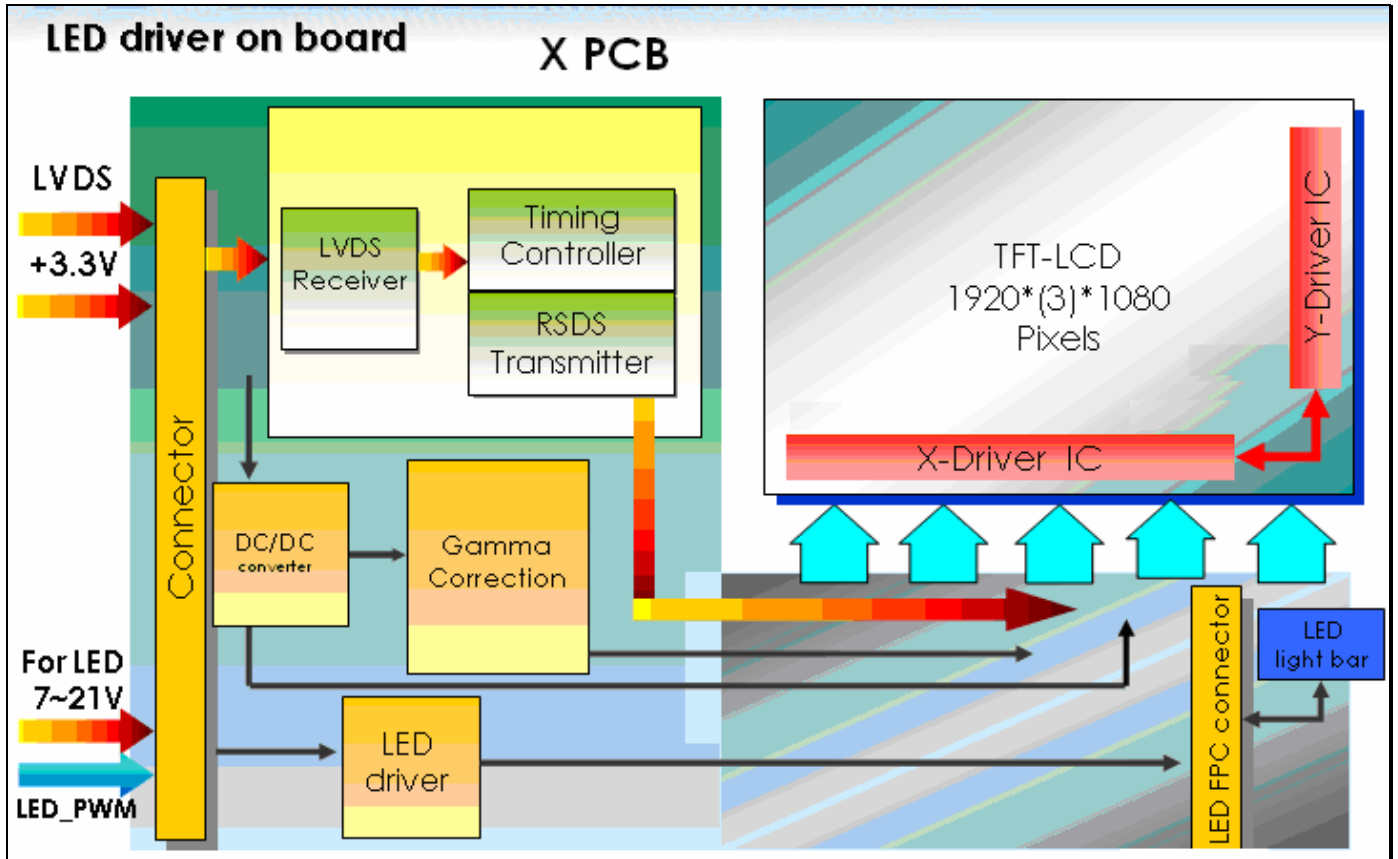 LED driver on board
X PCB
LVDS
+3.3V
For LED
7~21V
LED_PWM
Connector
LVDS
Receiver
Timing
Controller
RSDS
Transmitter
DC/DC
converter
Gamma
Correction
LED
driver
TFT-LCD
1920*(3)*1080
Pixels
Y-Driver IC
X-Driver IC
LED FPC connector
LED
light bar